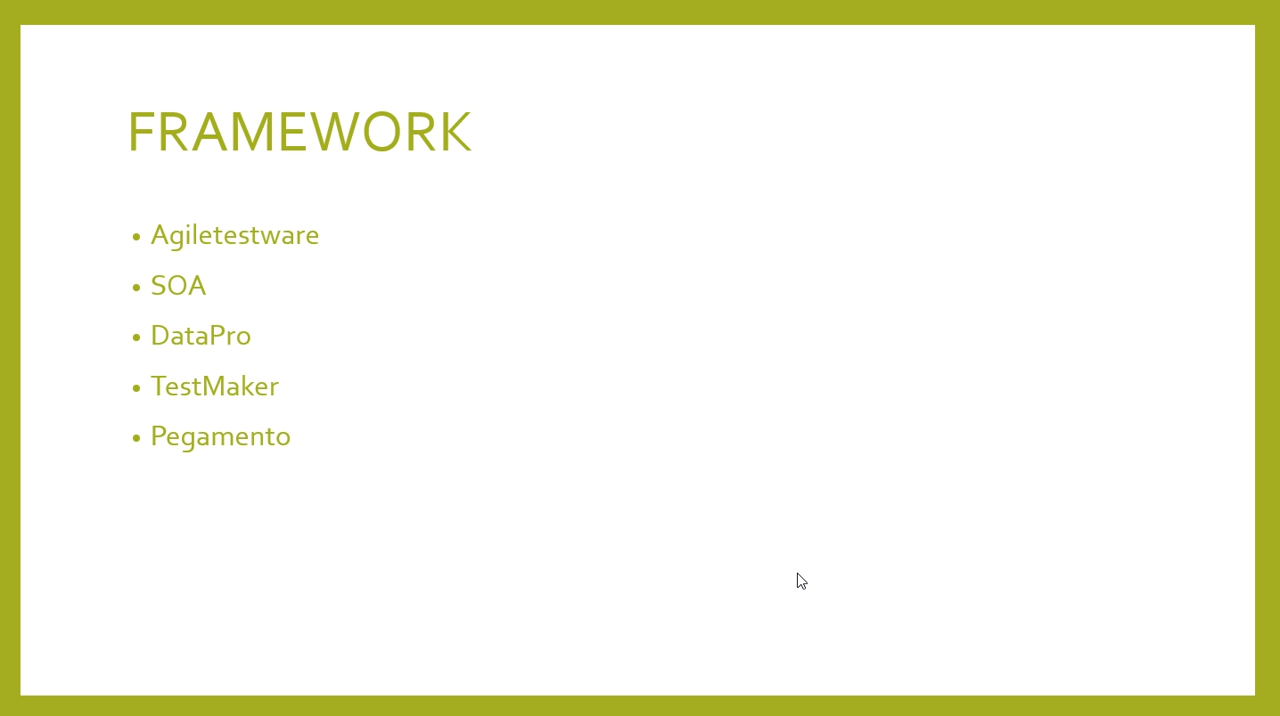 FRAMEWORK
• Agiletestware
• SOA
• DataPro
• TestMaker
• Pegamento